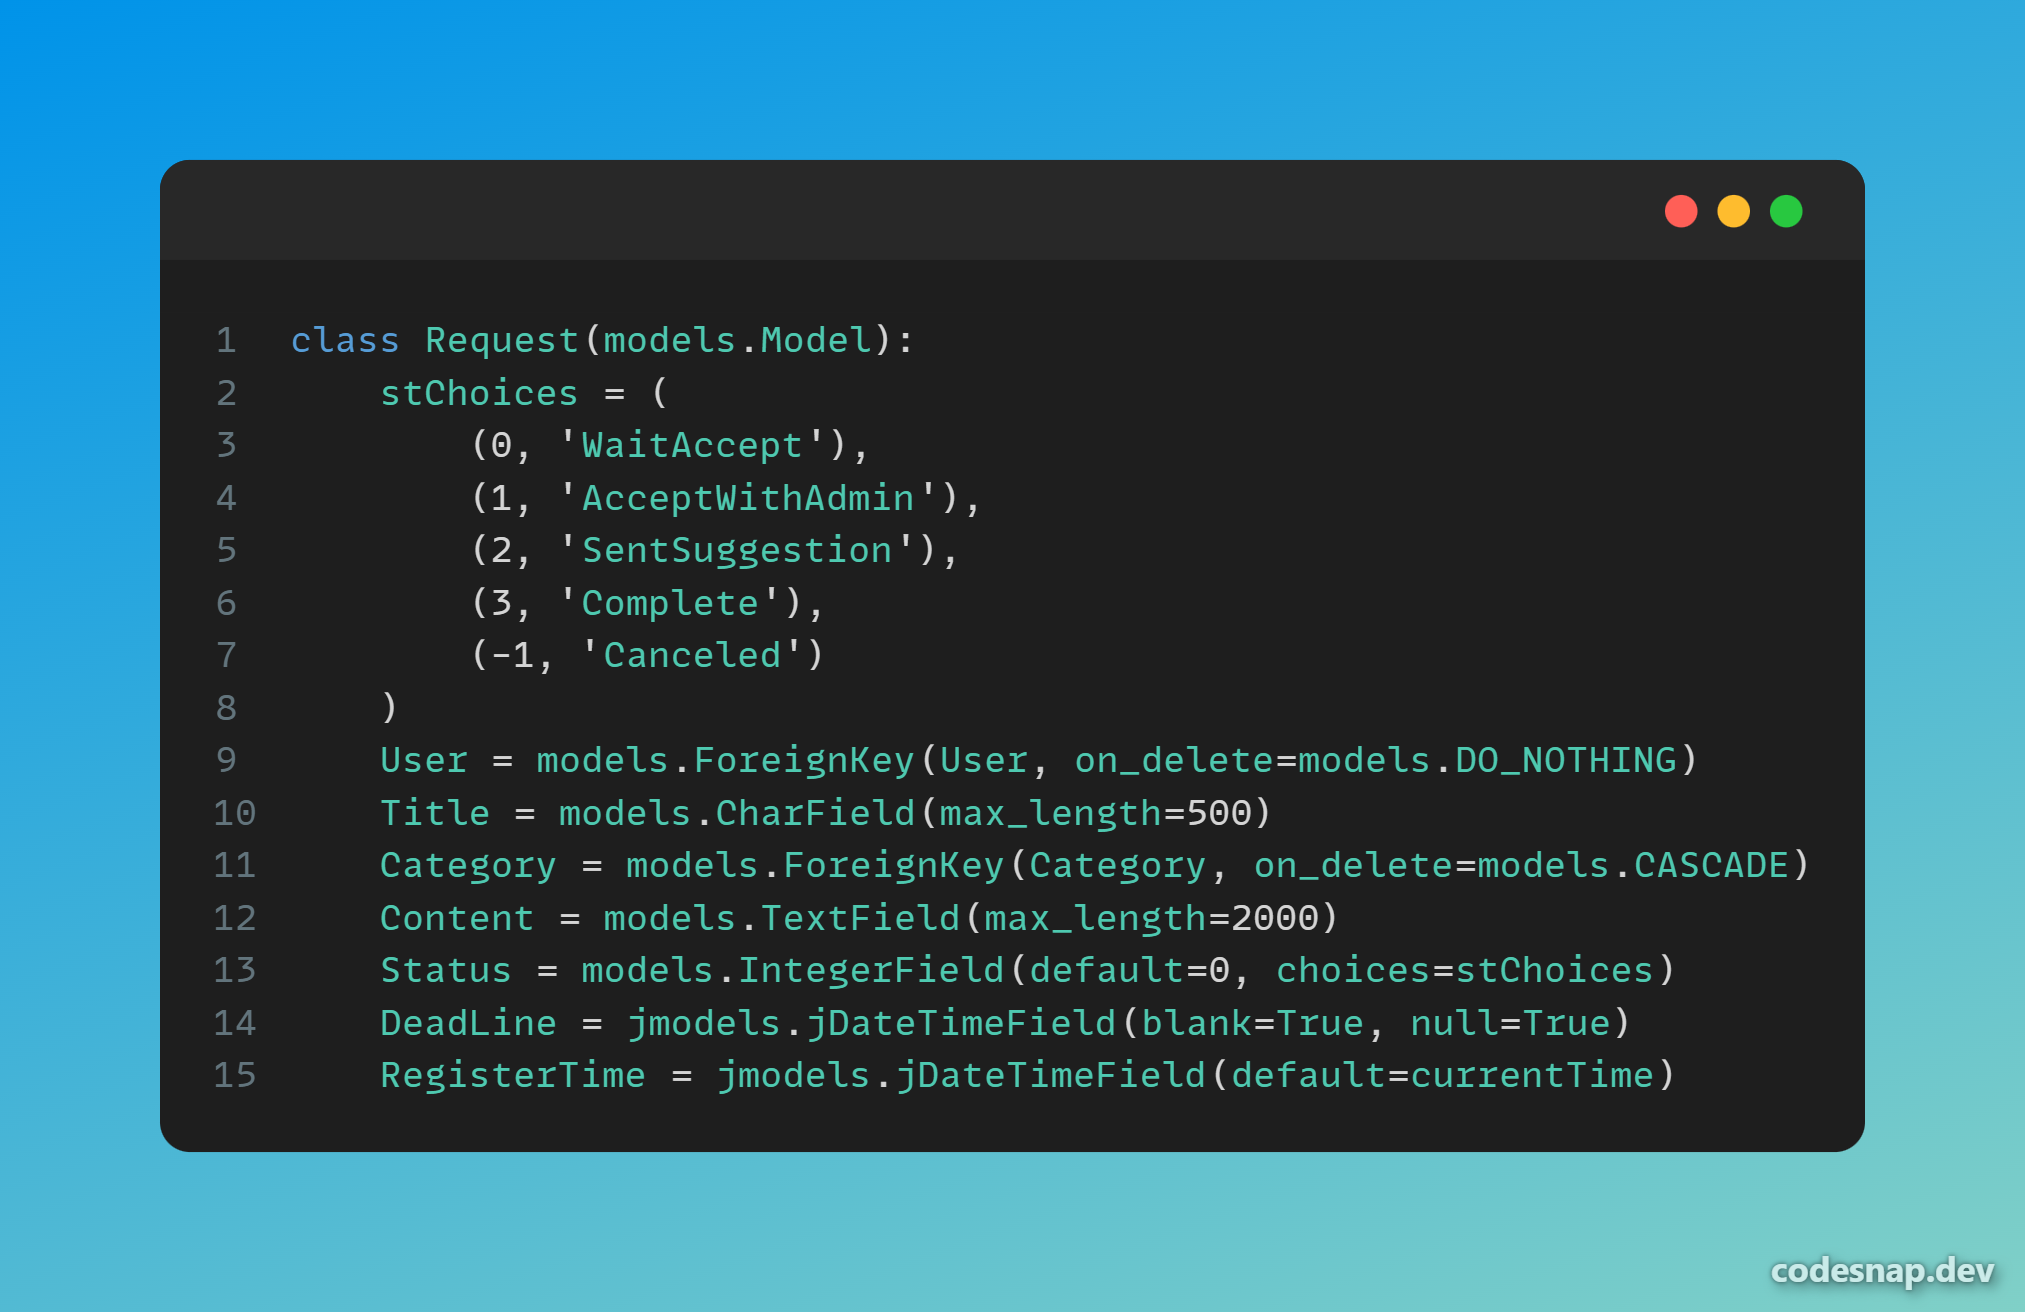 1 class Request(models.Model):
2     stChoices = (
3         (0, 'WaitAccept'),
4         (1, 'AcceptWithAdmin'),
5         (2, 'SentSuggestion'),
6         (3, 'Complete'),
7         (-1, 'Canceled')
8     )
9     User = models.ForeignKey(User, on_delete=models.DO_NOTHING)
10     Title = models.CharField(max_length=500)
11     Category = models.ForeignKey(Category, on_delete=models.CASCADE)
12     Content = models.TextField(max_length=2000)
13     Status = models.IntegerField(default=0, choices=stChoices)
14     DeadLine = jmodels.jDateTimeField(blank=True, null=True)
15     RegisterTime = jmodels.jDateTimeField(default=currentTime)
codesnap.dev